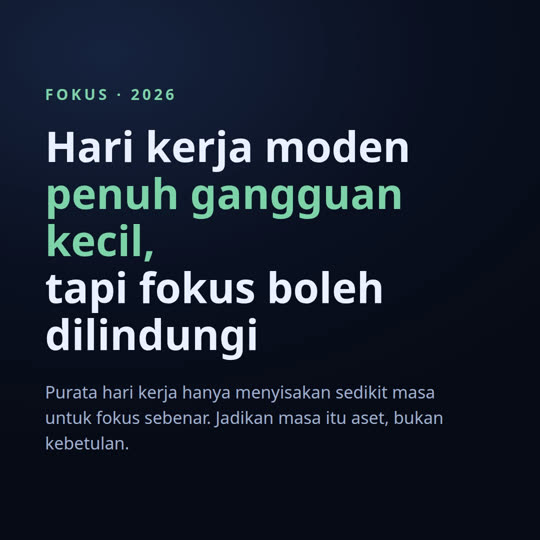 FOKUS · 2026
Hari kerja moden
penuh gangguan
kecil,
tapi fokus boleh
dilindungi
Purata hari kerja hanya menyisakan sedikit masa
untuk fokus sebenar. Jadikan masa itu aset, bukan
kebetulan.